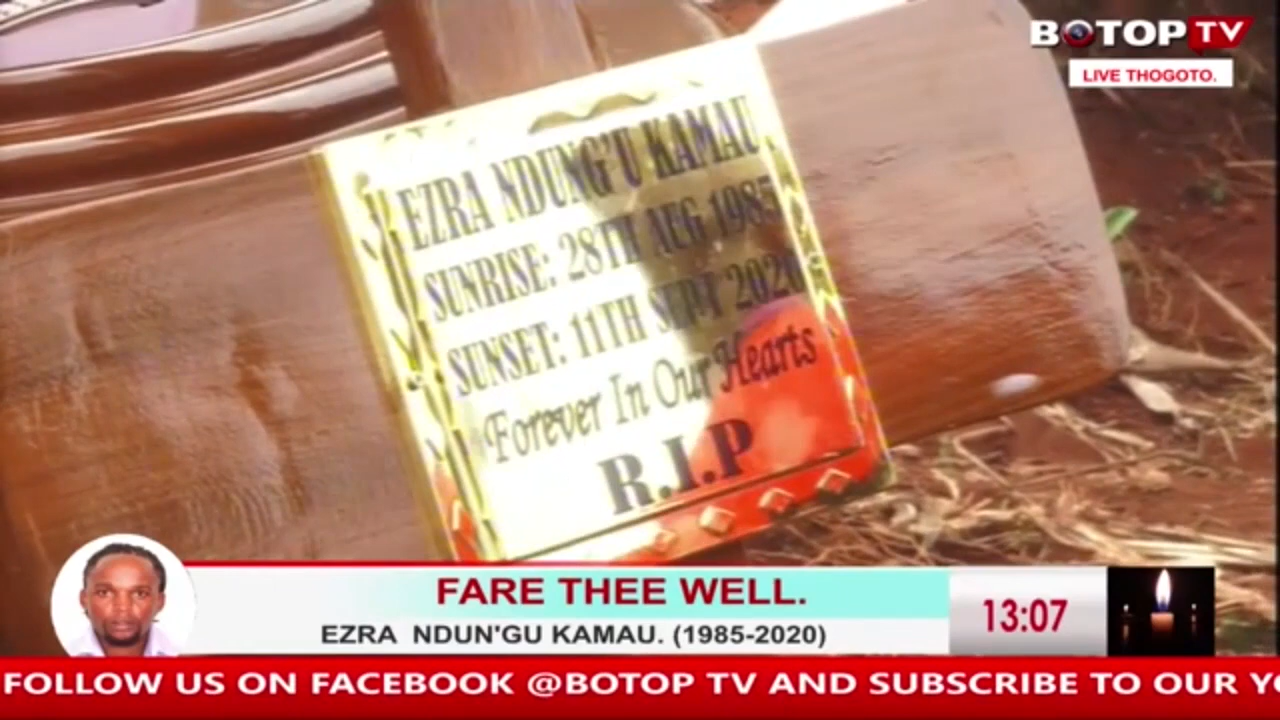 BOTOP TV
LIVE THOGOTO.
EZRA NDUNG'U KAMAU
SUNRISE: 28TH AUG 1985
SUNSET: 11TH SEPT 2020
Forever In Our Hearts
R.I.P
FARE THEE WELL.
EZRA NDUN'GU KAMAU. (1985-2020)
13:07
FOLLOW US ON FACEBOOK @BOTOP TV AND SUBSCRIBE TO OUR